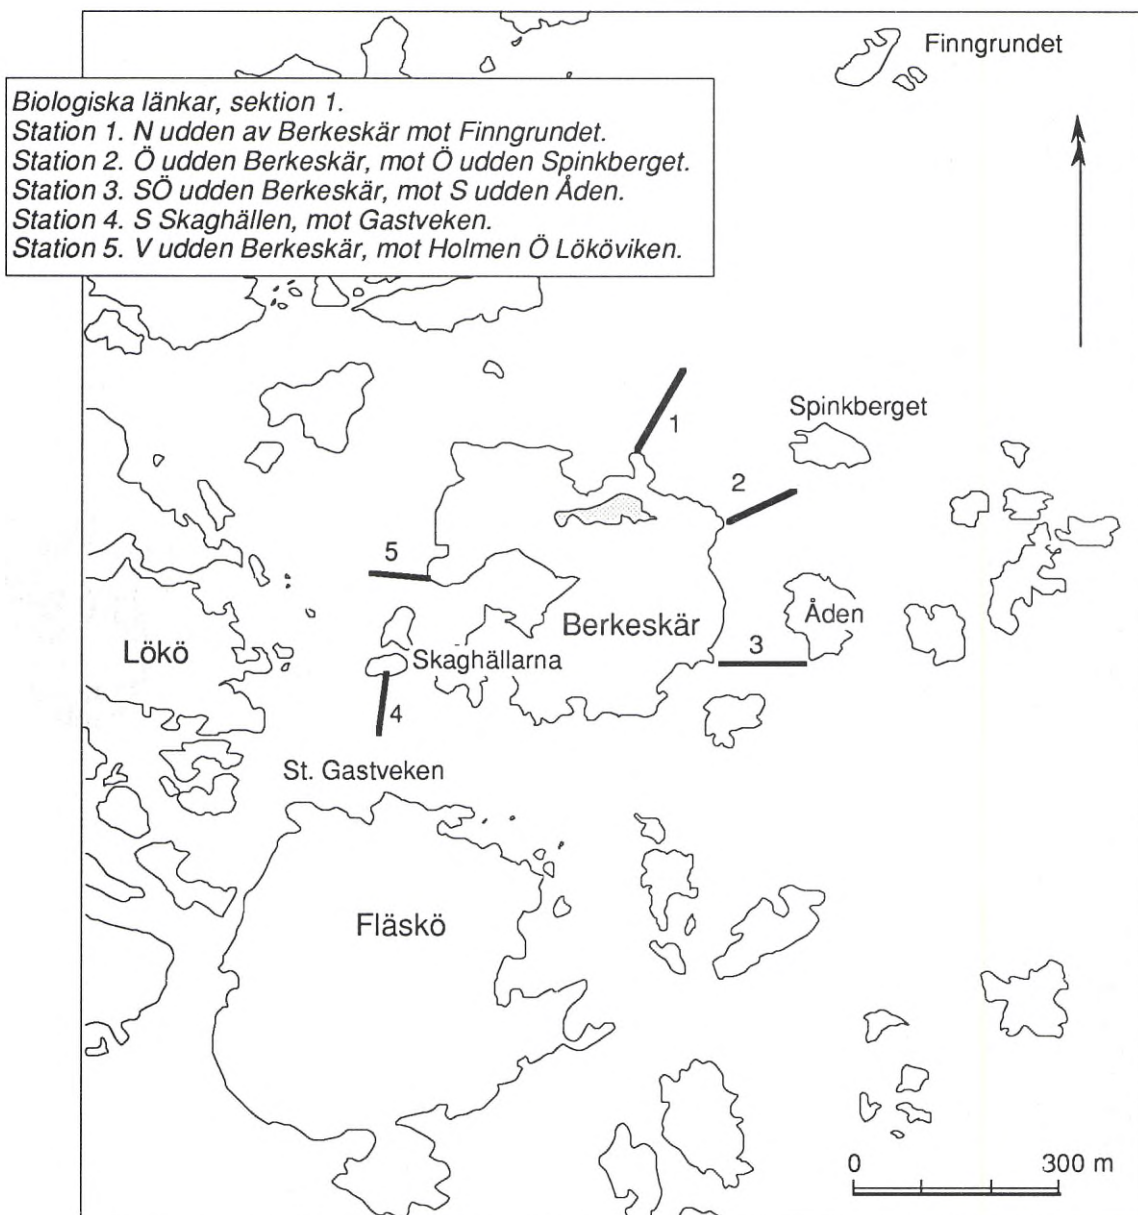 Finngrundet
Biologiska länkar, sektion 1.
Station 1. N udden av Berkeskär mot Finngrundet.
Station 2. Ö udden Berkeskär, mot Ö udden Spinkberget.
Station 3. SÖ udden Berkeskär, mot S udden Åden.
Station 4. S Skaghällen, mot Gastveken.
Station 5. V udden Berkeskär, mot Holmen Ö Lököviken.
Spinkberget
1
2
5
Berkeskär
Åden
3
Lökö
Skaghällarna
4
St. Gastveken
Fläskö
0 300 m